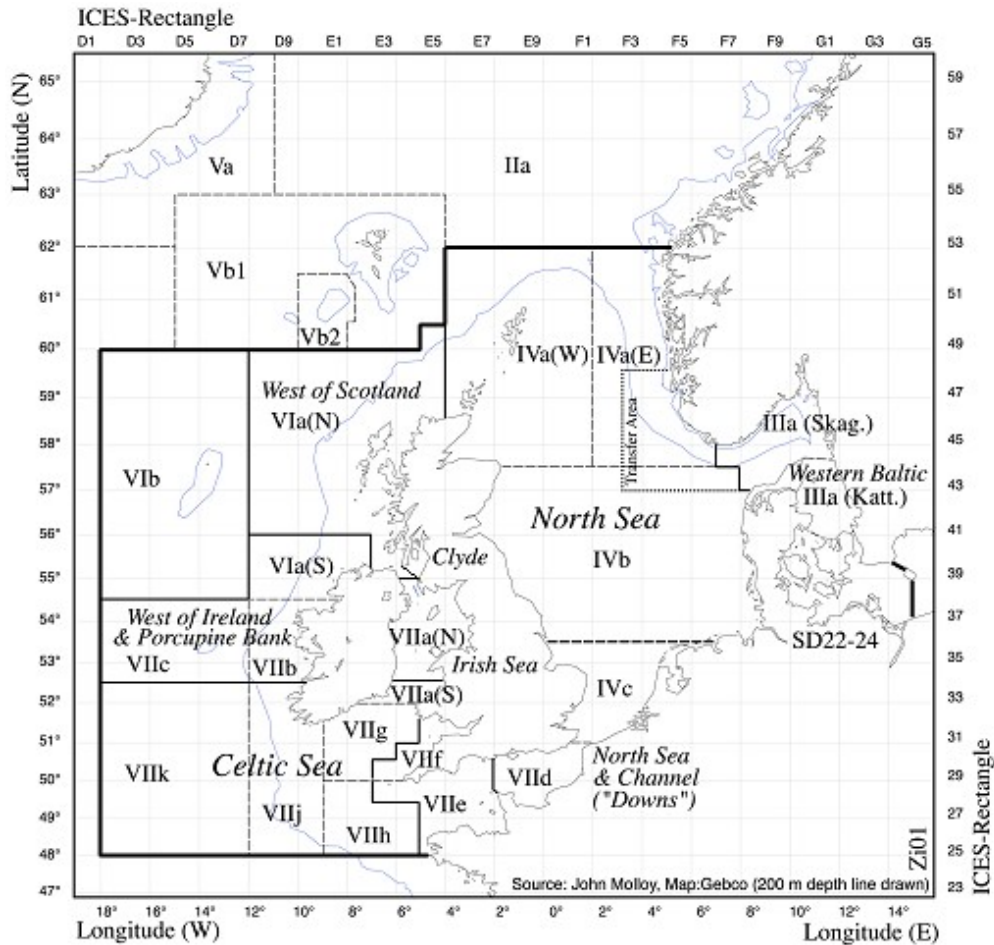 ICES-Rectangle
D1 D3 D5 D7 D9 E1 E3 E5 E7 E9 F1 F3 F5 F7 F9 G1 G3 G5
Latitude (N)
65°
64°
63°
62°
61°
60°
59°
58°
57°
56°
55°
54°
53°
52°
51°
50°
49°
48°
47°
59
57
55
53
51
49
47
45
43
41
39
37
35
33
31
29
27
25
23
ICES-Rectangle
Va
IIa
Vb1
Vb2
IVa(W)
IVa(E)
West of Scotland
VIa(N)
Transfer Area
IIIa (Skag.)
VIb
Western Baltic
IIIa (Katt.)
North Sea
IVb
Clyde
VIa(S)
West of Ireland
& Porcupine Bank
VIIc
VIIb
VIIa(N)
Irish Sea
VIIa(S)
SD22-24
IVc
VIIg
VIIf
Celtic Sea
VIIk
VIId
North Sea
& Channel
("Downs")
VIIe
VIIj
VIIh
Zi01
Source: John Molloy, Map:Gebco (200 m depth line drawn)
18° 16° 14° 12° 10° 8° 6° 4° 2° 0° 2° 4° 6° 8° 10° 12° 14°
Longitude (W)
Longitude (E)